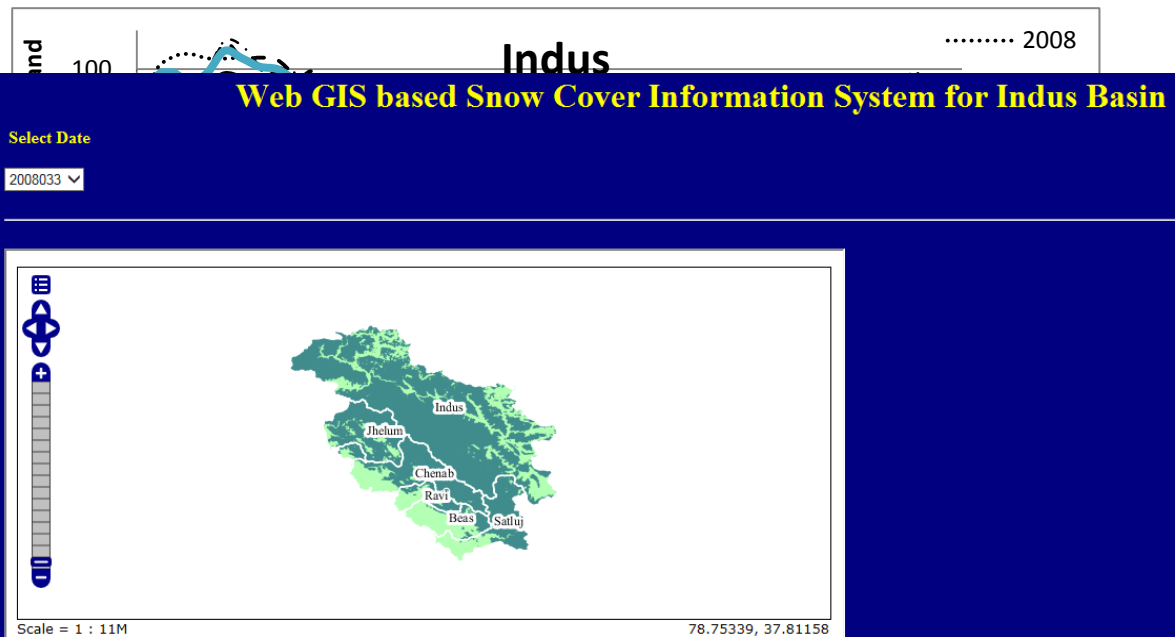 2008
and
100
Indus
Web GIS based Snow Cover Information System for Indus Basin
Select Date
2008033
Indus
Jhelum
Chenab
Ravi
Beas
Satluj
Scale = 1 : 11M
78.75339, 37.81158